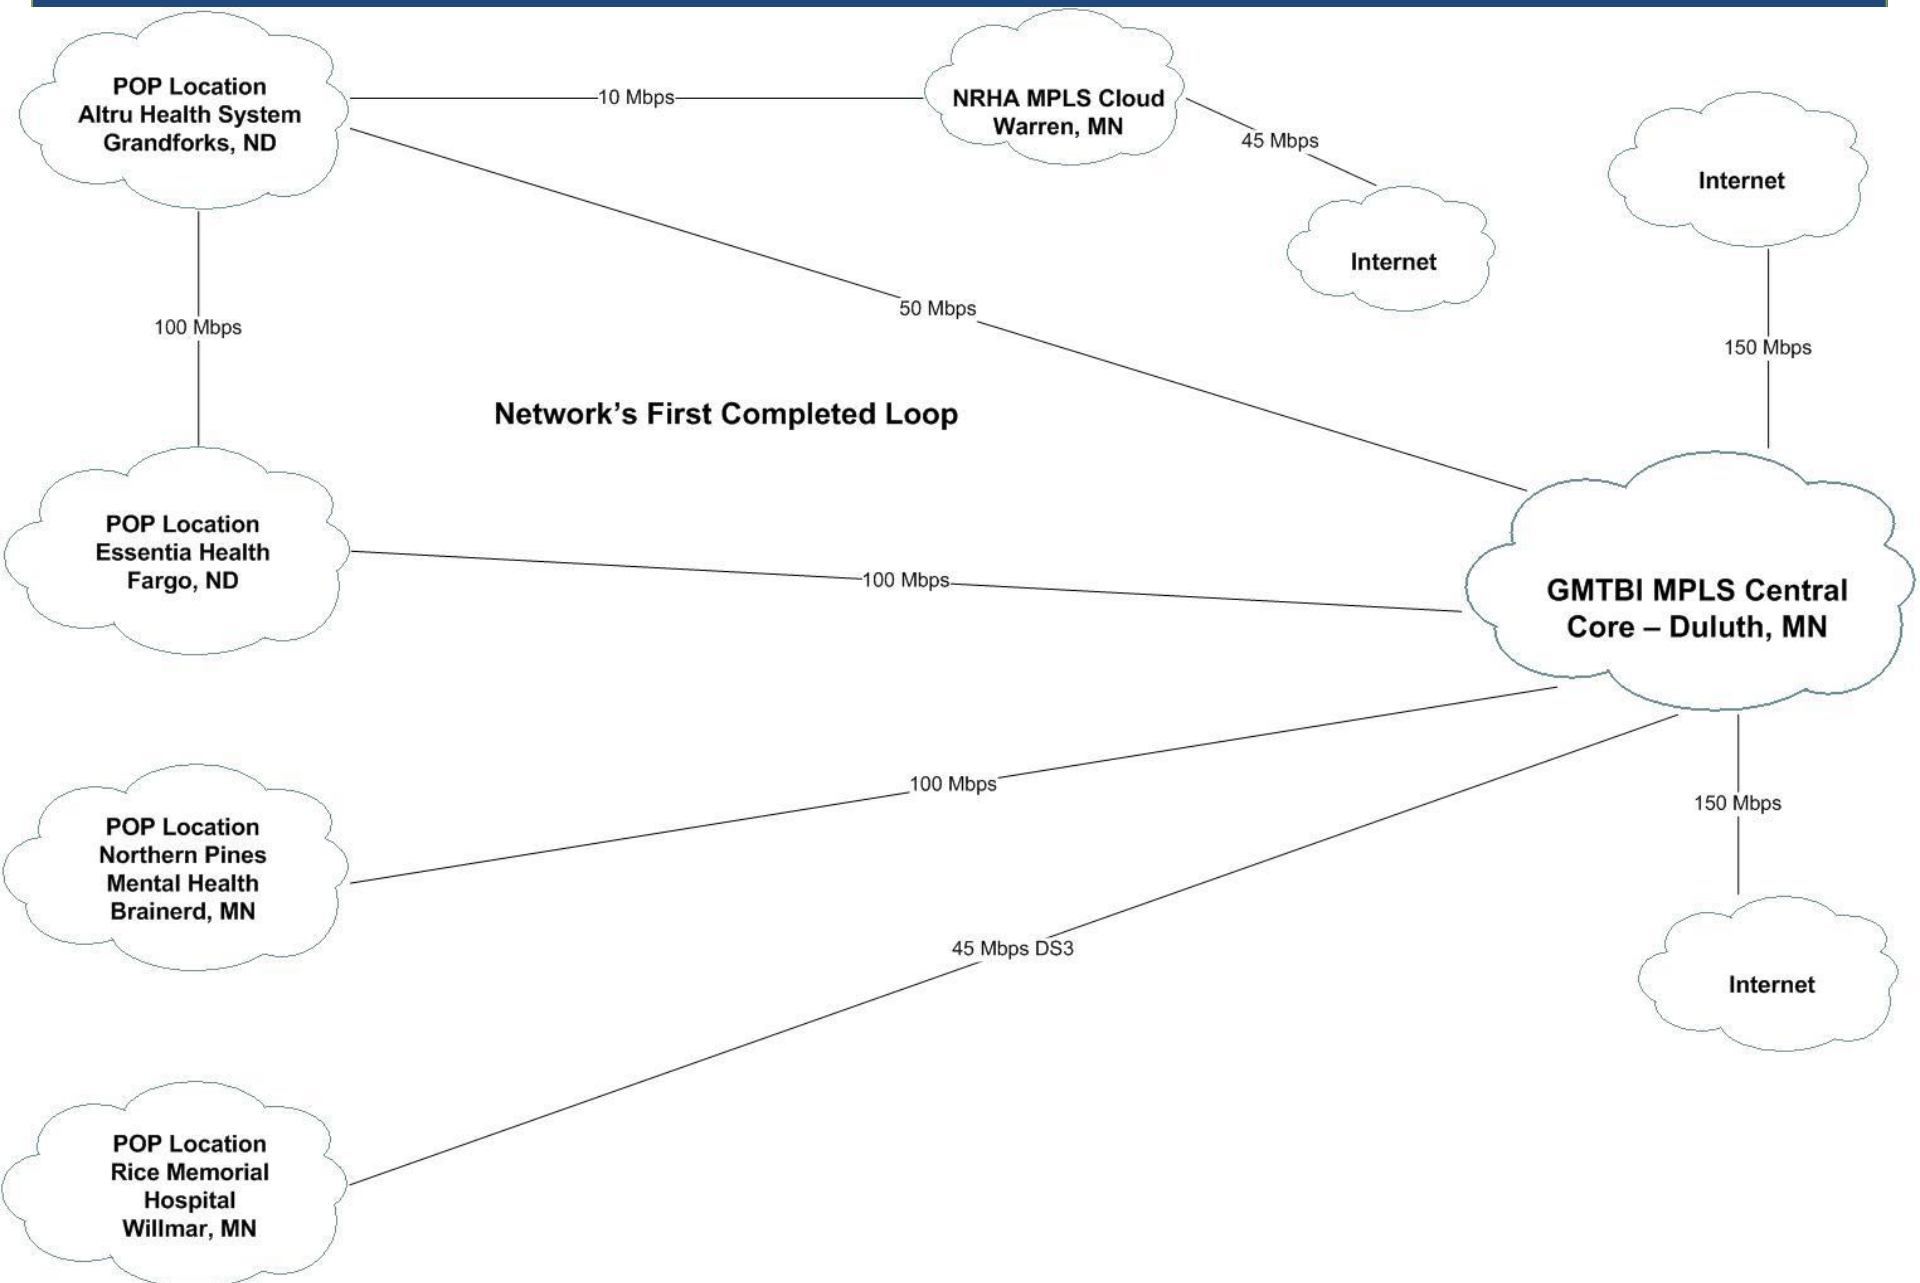 POP Location
Altru Health System
Grandforks, ND
10 Mbps
NRHA MPLS Cloud
Warren, MN
45 Mbps
Internet
Internet
50 Mbps
100 Mbps
150 Mbps
Network’s First Completed Loop
POP Location
Essentia Health
Fargo, ND
100 Mbps
GMTBI MPLS Central
Core – Duluth, MN
POP Location
Northern Pines
Mental Health
Brainerd, MN
100 Mbps
150 Mbps
45 Mbps DS3
Internet
POP Location
Rice Memorial
Hospital
Willmar, MN